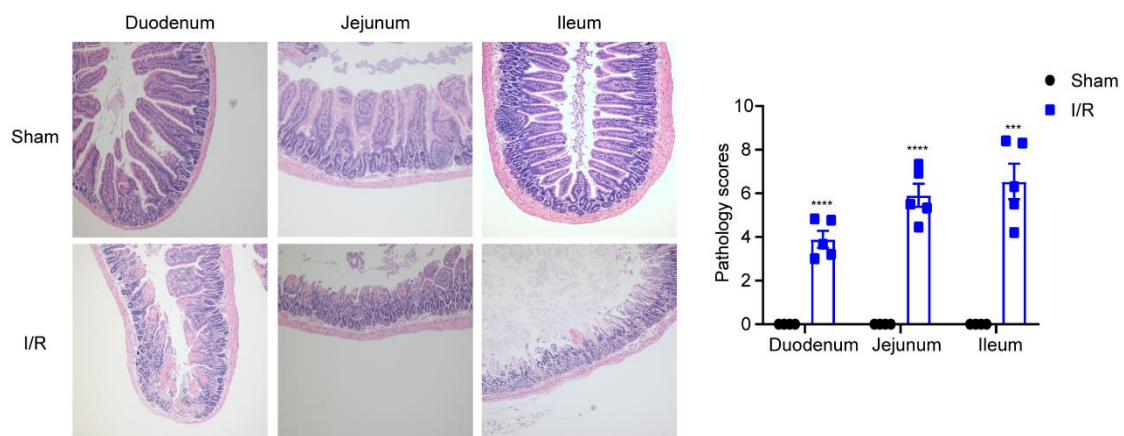 Duodenum
Jejunum
Ileum
Sham
I/R
Sham
I/R
Pathology scores
10
8
6
4
2
0
****
****
***
Duodenum
Jejunum
Ileum